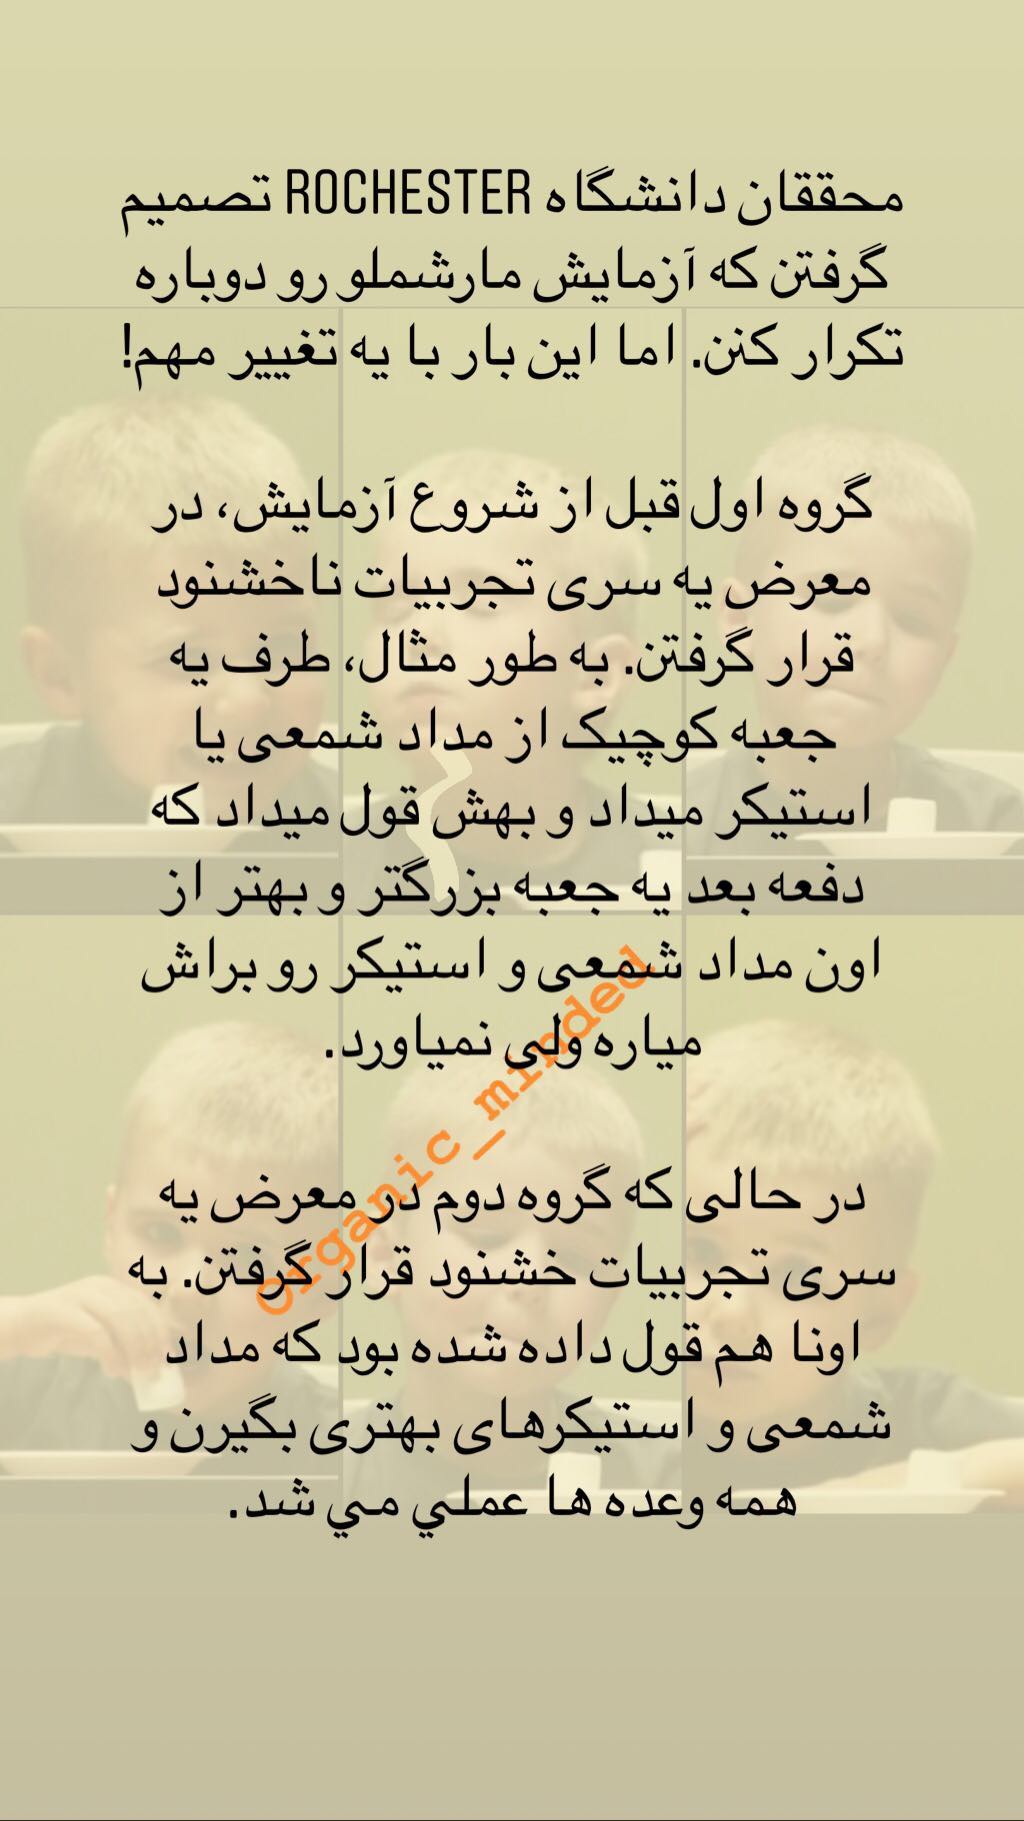 محققان دانشگاه ROCHESTER تصمیم
گرفتن که آزمایش مارشملو رو دوباره
تکرار کنن. اما این بار با یه تغییر مهم!
گروه اول قبل از شروع آزمایش، در
معرض یه سری تجربیات ناخشنود
قرار گرفتن. به طور مثال، طرف یه
جعبه کوچیک از مداد شمعی یا
استیکر میداد و بهش قول میداد که
دفعه بعد یه جعبه بزرگتر و بهتر از
اون مداد شمعی و استیکر رو براش
میاره ولی نمیاورد.
در حالی که گروه دوم در معرض یه
سری تجربیات خشنود قرار گرفتن. به
اونا هم قول داده شده بود که مداد
شمعی و استیکرهای بهتری بگیرن و
همه وعده ها عملي مي شد.
Organic_minded